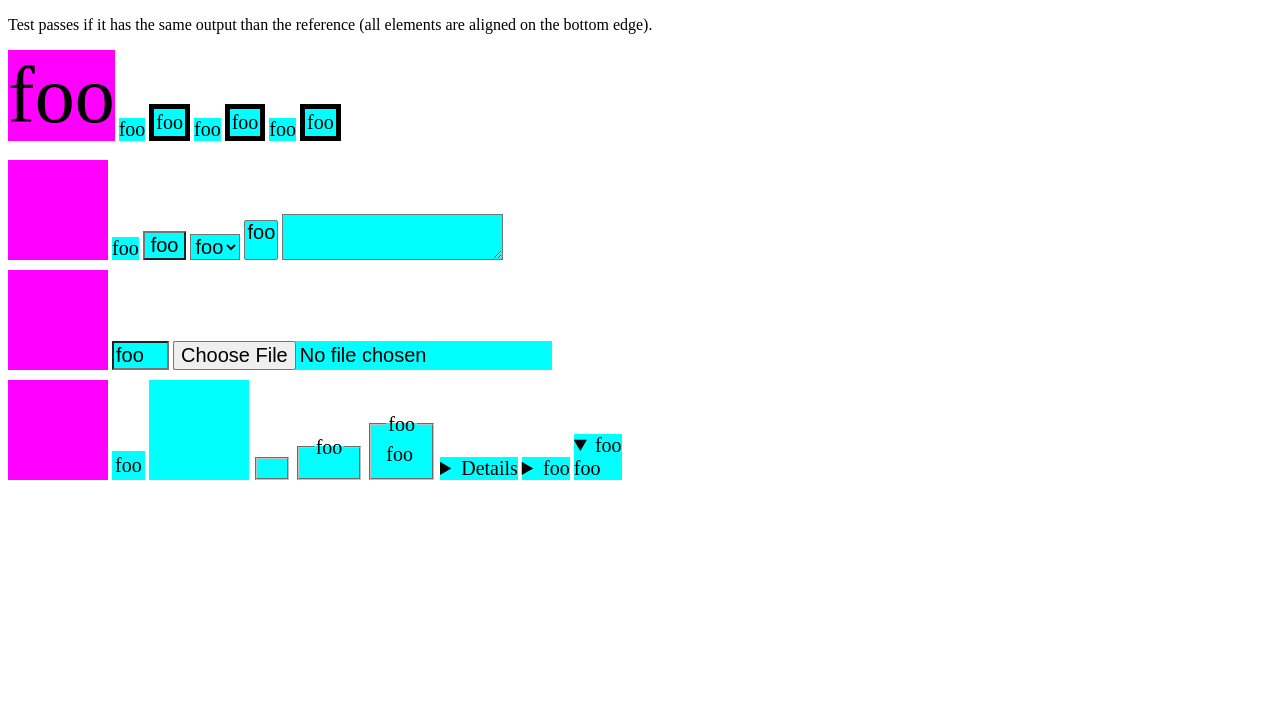 Test passes if it has the same output than the reference (all elements are aligned on the bottom edge).
foo foo foo foo foo foo foo
foo foo foo foo
foo Choose File No file chosen
foo foo foo foo Details foo foo foo